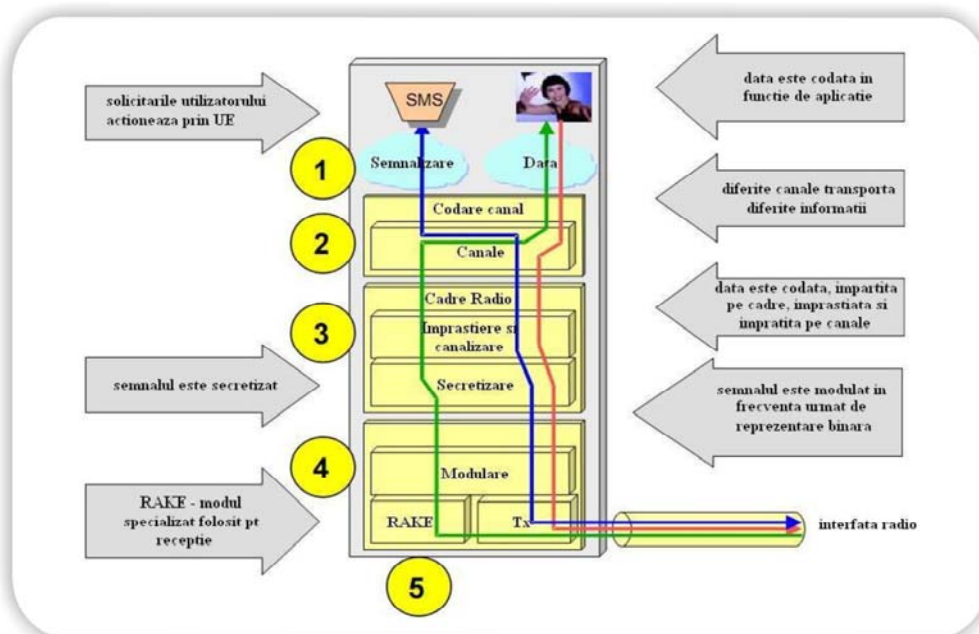 solicitarile utilizatorului
actioneaza prin UE
SMS
data este codata in
functie de aplicatie
1
Semnalizare
Data
diferite canale transporta
diferite informatii
2
Codare canal
Canale
data este codata, impartita
pe cadre, imprastiata si
impratita pe canale
3
Cadre Radio
Imprastiere si
canalizare
Secretizare
semnalul este secretizat
semnalul este modulat in
frecventa urmat de
reprezentare binara
4
Modulare
RAKE - modul
specializat folosit pt
receptie
RAKE
Tx
interfata radio
5